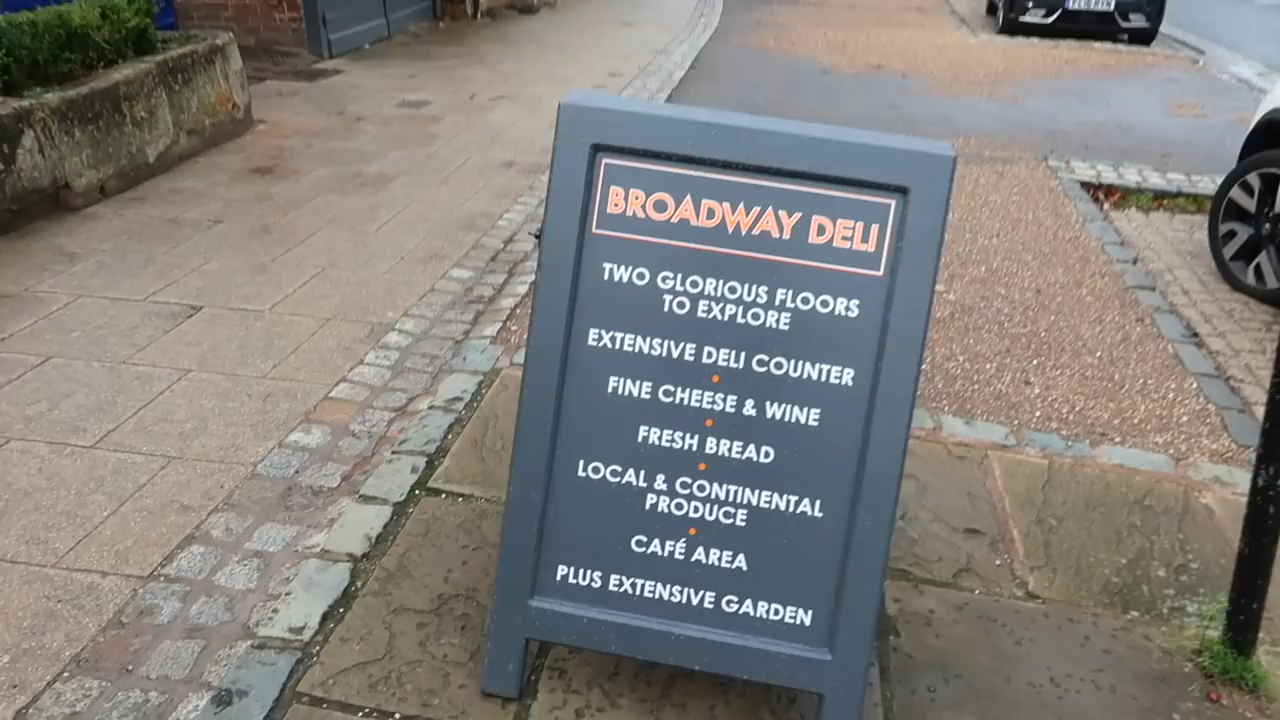 BROADWAY DELI
TWO GLORIOUS FLOORS
TO EXPLORE
EXTENSIVE DELI COUNTER
FINE CHEESE & WINE
FRESH BREAD
LOCAL & CONTINENTAL
PRODUCE
CAFÉ AREA
PLUS EXTENSIVE GARDEN